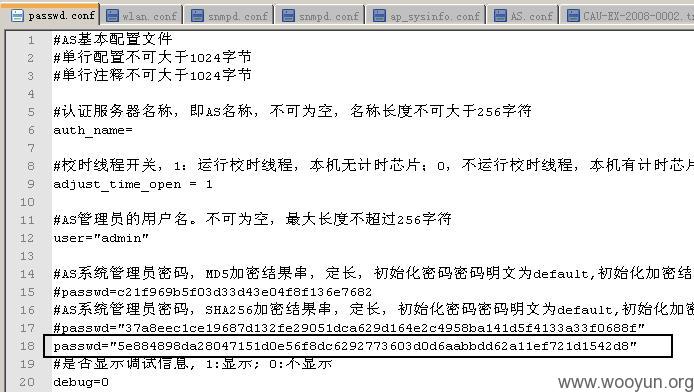 passwd.conf wlan.conf snmpd.conf snmpd.conf ap_sysinfo.conf AS.conf CAU-EX-2008-0002.t
1 #AS基本配置文件
2 #单行配置不可大于1024字节
3 #单行注释不可大于1024字节
4
5 #认证服务器名称，即AS名称，不可为空，名称长度不可大于256字符
6 auth_name=
7
8 #校时线程开关，1：运行校时线程，本机无计时芯片；0，不运行校时线程，本机有计时芯片
9 adjust_time_open = 1
10
11 #AS管理员的用户名。不可为空，最大长度不超过256字符
12 user="admin"
13
14 #AS系统管理员密码，MD5加密结果串，定长，初始化密码密码明文为default,初始化加密结
15 #passwd=c21f969b5f03d33d43e04f8f136e7682
16 #AS系统管理员密码，SHA256加密结果串，定长，初始化密码密码明文为default,初始化加密
17 #passwd="37a8eec1ce19687d132fe29051dca629d164e2c4958ba141d5f4133a33f0688f"
18 passwd="5e884898da28047151d0e56f8dc6292773603d0d6aabbdd62a11ef721d1542d8"
19 #是否显示调试信息, 1:显示; 0:不显示
20 debug=0
www.wooyun.org